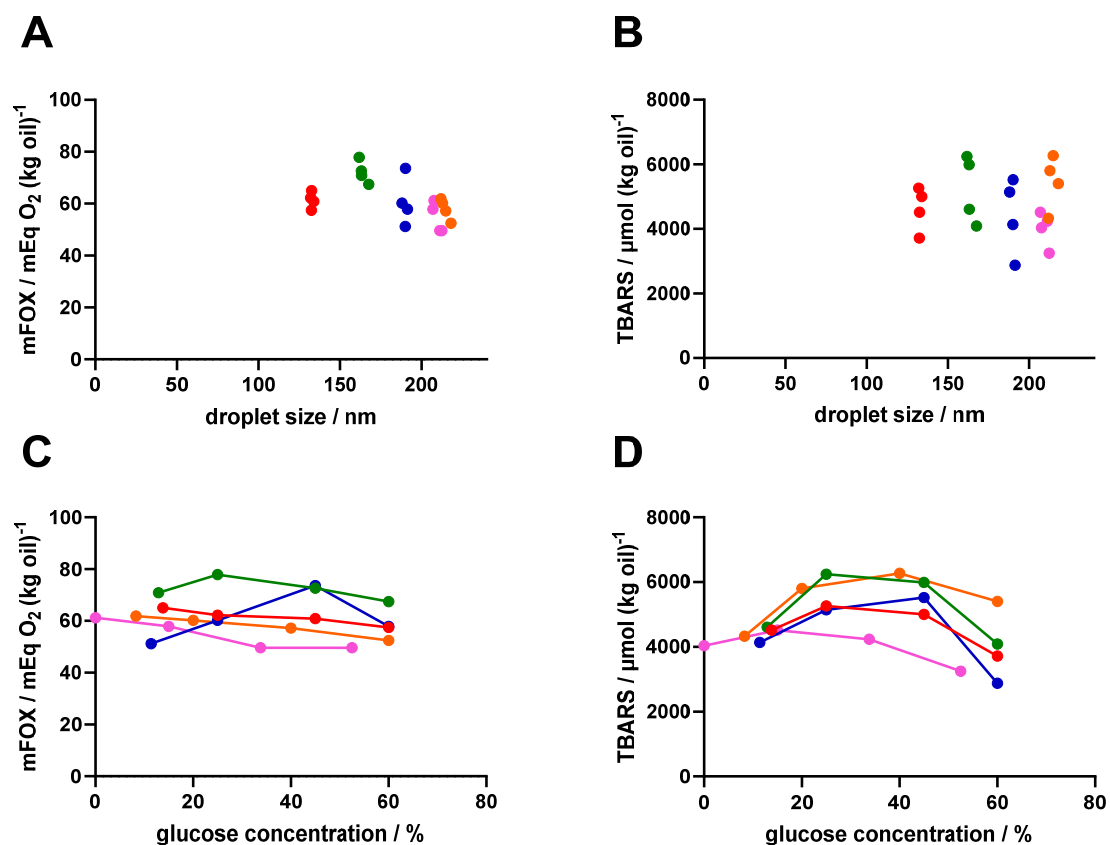 A
mFOX / mEq O2 (kg oil)-1
100
80
60
40
20
0
0 50 100 150 200
droplet size / nm
B
TBARS / µmol (kg oil)-1
8000
6000
4000
2000
0
0 50 100 150 200
droplet size / nm
C
mFOX / mEq O2 (kg oil)-1
100
80
60
40
20
0
0 20 40 60 80
glucose concentration / %
D
TBARS / µmol (kg oil)-1
8000
6000
4000
2000
0
0 20 40 60 80
glucose concentration / %